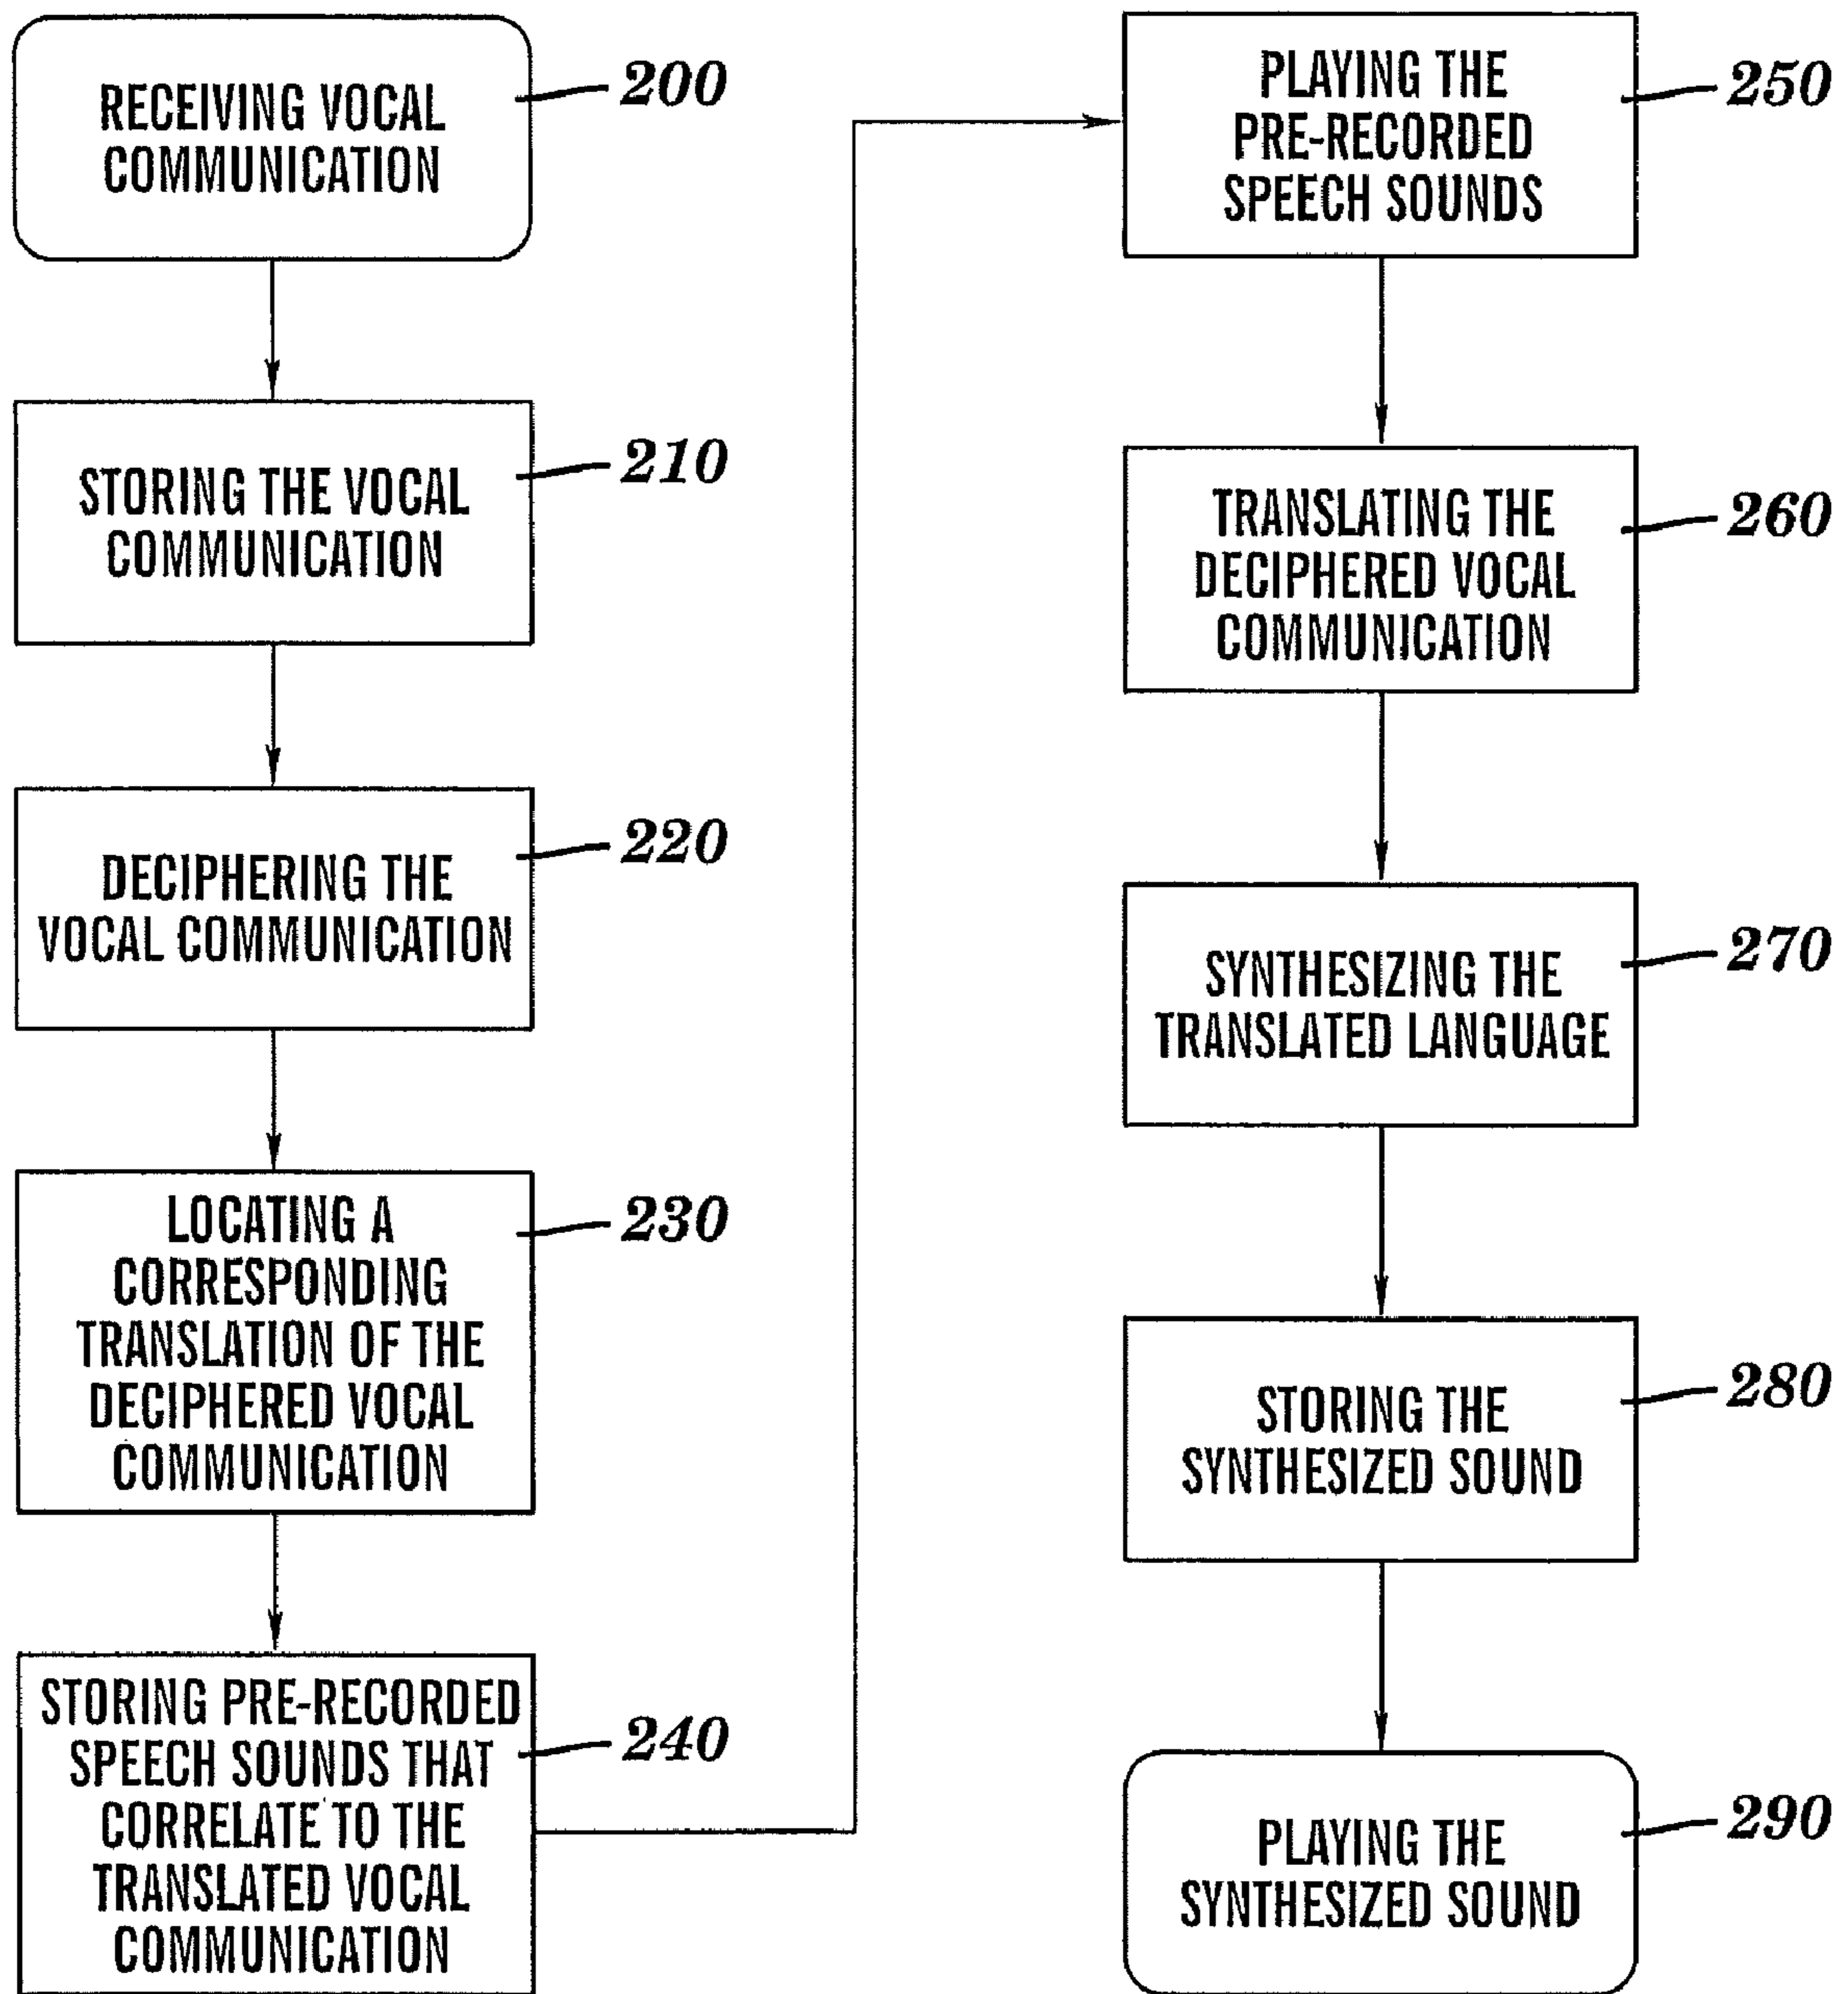 RECEIVING VOCAL
COMMUNICATION
200
STORING THE VOCAL
COMMUNICATION
210
DECIPHERING THE
VOCAL COMMUNICATION
220
LOCATING A
CORRESPONDING
TRANSLATION OF THE
DECIPHERED VOCAL
COMMUNICATION
230
STORING PRE-RECORDED
SPEECH SOUNDS THAT
CORRELATE TO THE
TRANSLATED VOCAL
COMMUNICATION
240
PLAYING THE
PRE-RECORDED
SPEECH SOUNDS
250
TRANSLATING THE
DECIPHERED VOCAL
COMMUNICATION
260
SYNTHESIZING THE
TRANSLATED LANGUAGE
270
STORING THE
SYNTHESIZED SOUND
280
PLAYING THE
SYNTHESIZED SOUND
290